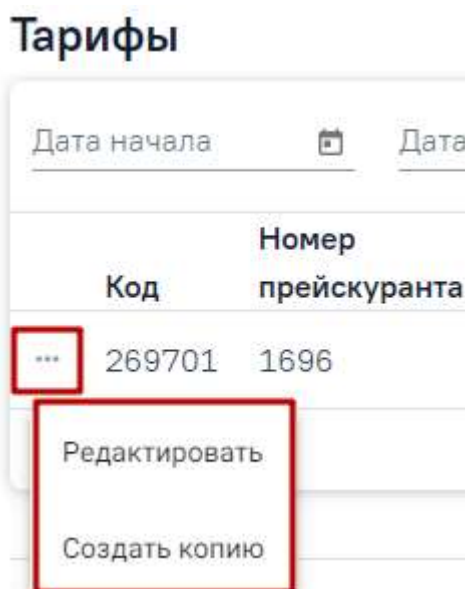 Тарифы
Дата начала Дата
Номер
Код прейскуранта
··· 269701 1696
Редактировать
Создать копию